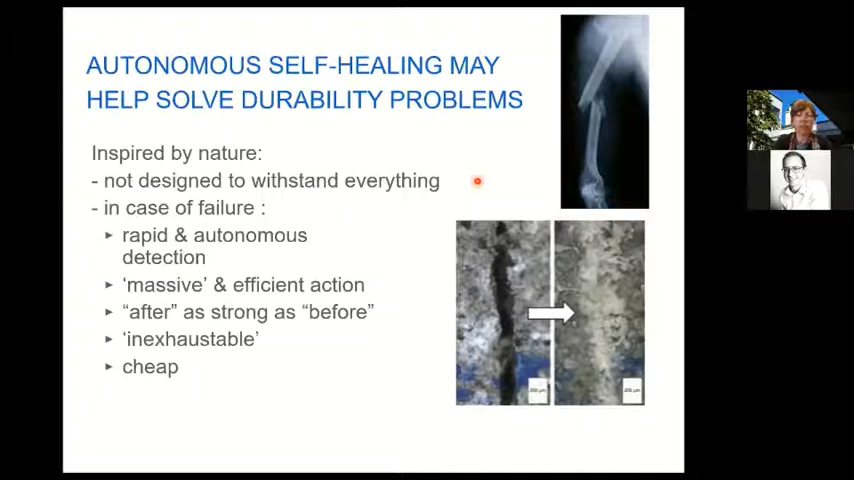 AUTONOMOUS SELF-HEALING MAY
HELP SOLVE DURABILITY PROBLEMS
Inspired by nature:
- not designed to withstand everything
- in case of failure :
▸ rapid & autonomous
detection
▸ ‘massive’ & efficient action
▸ “after” as strong as “before”
▸ ‘inexhaustable’
▸ cheap